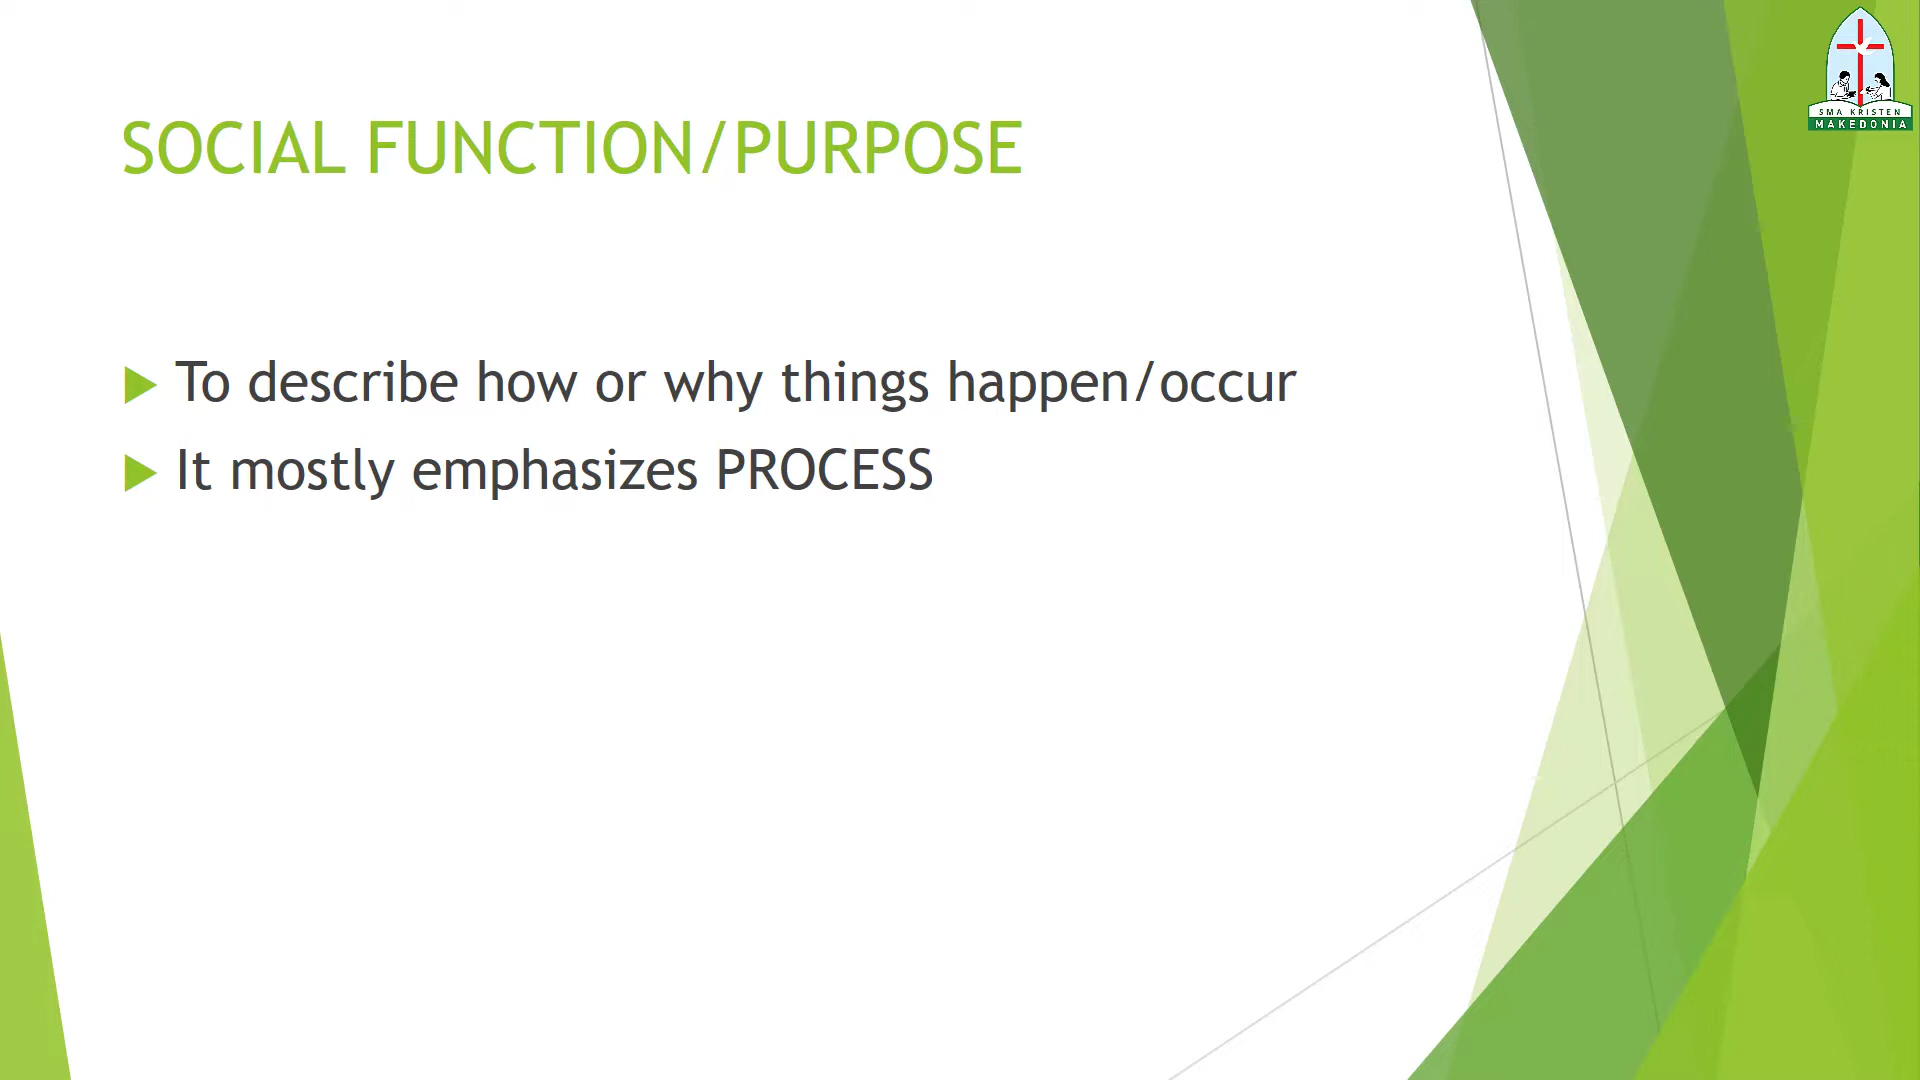 SMA KRISTEN
MAKEDONIA
SOCIAL FUNCTION/PURPOSE
To describe how or why things happen/occur
It mostly emphasizes PROCESS